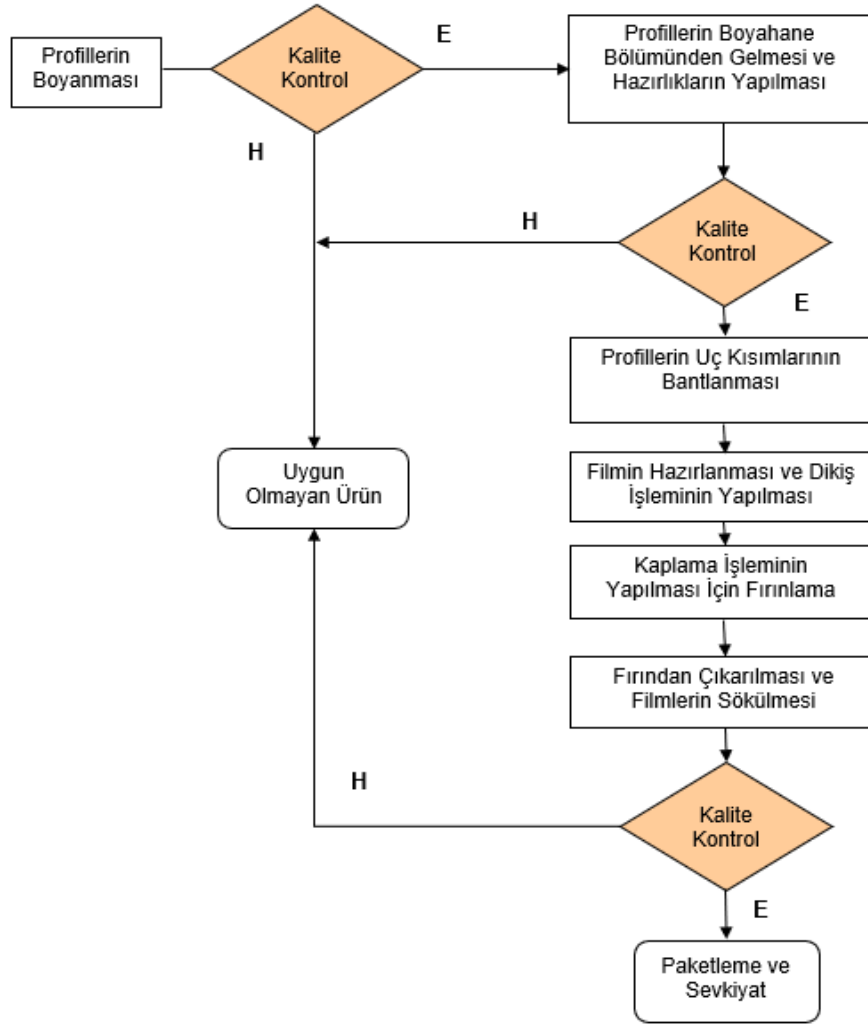 Profillerin
Boyanması
Kalite
Kontrol
E
Profillerin Boyahane
Bölümünden Gelmesi ve
Hazırlıkların Yapılması
H
Kalite
Kontrol
H
E
Profillerin Uç Kısımlarının
Bantlanması
Filmin Hazırlanması ve Dikiş
İşleminin Yapılması
Uygun
Olmayan Ürün
Kaplama İşleminin
Yapılması İçin Fırınlama
Fırından Çıkarılması ve
Filmlerin Sökülmesi
H
Kalite
Kontrol
E
Paketleme ve
Sevkiyat